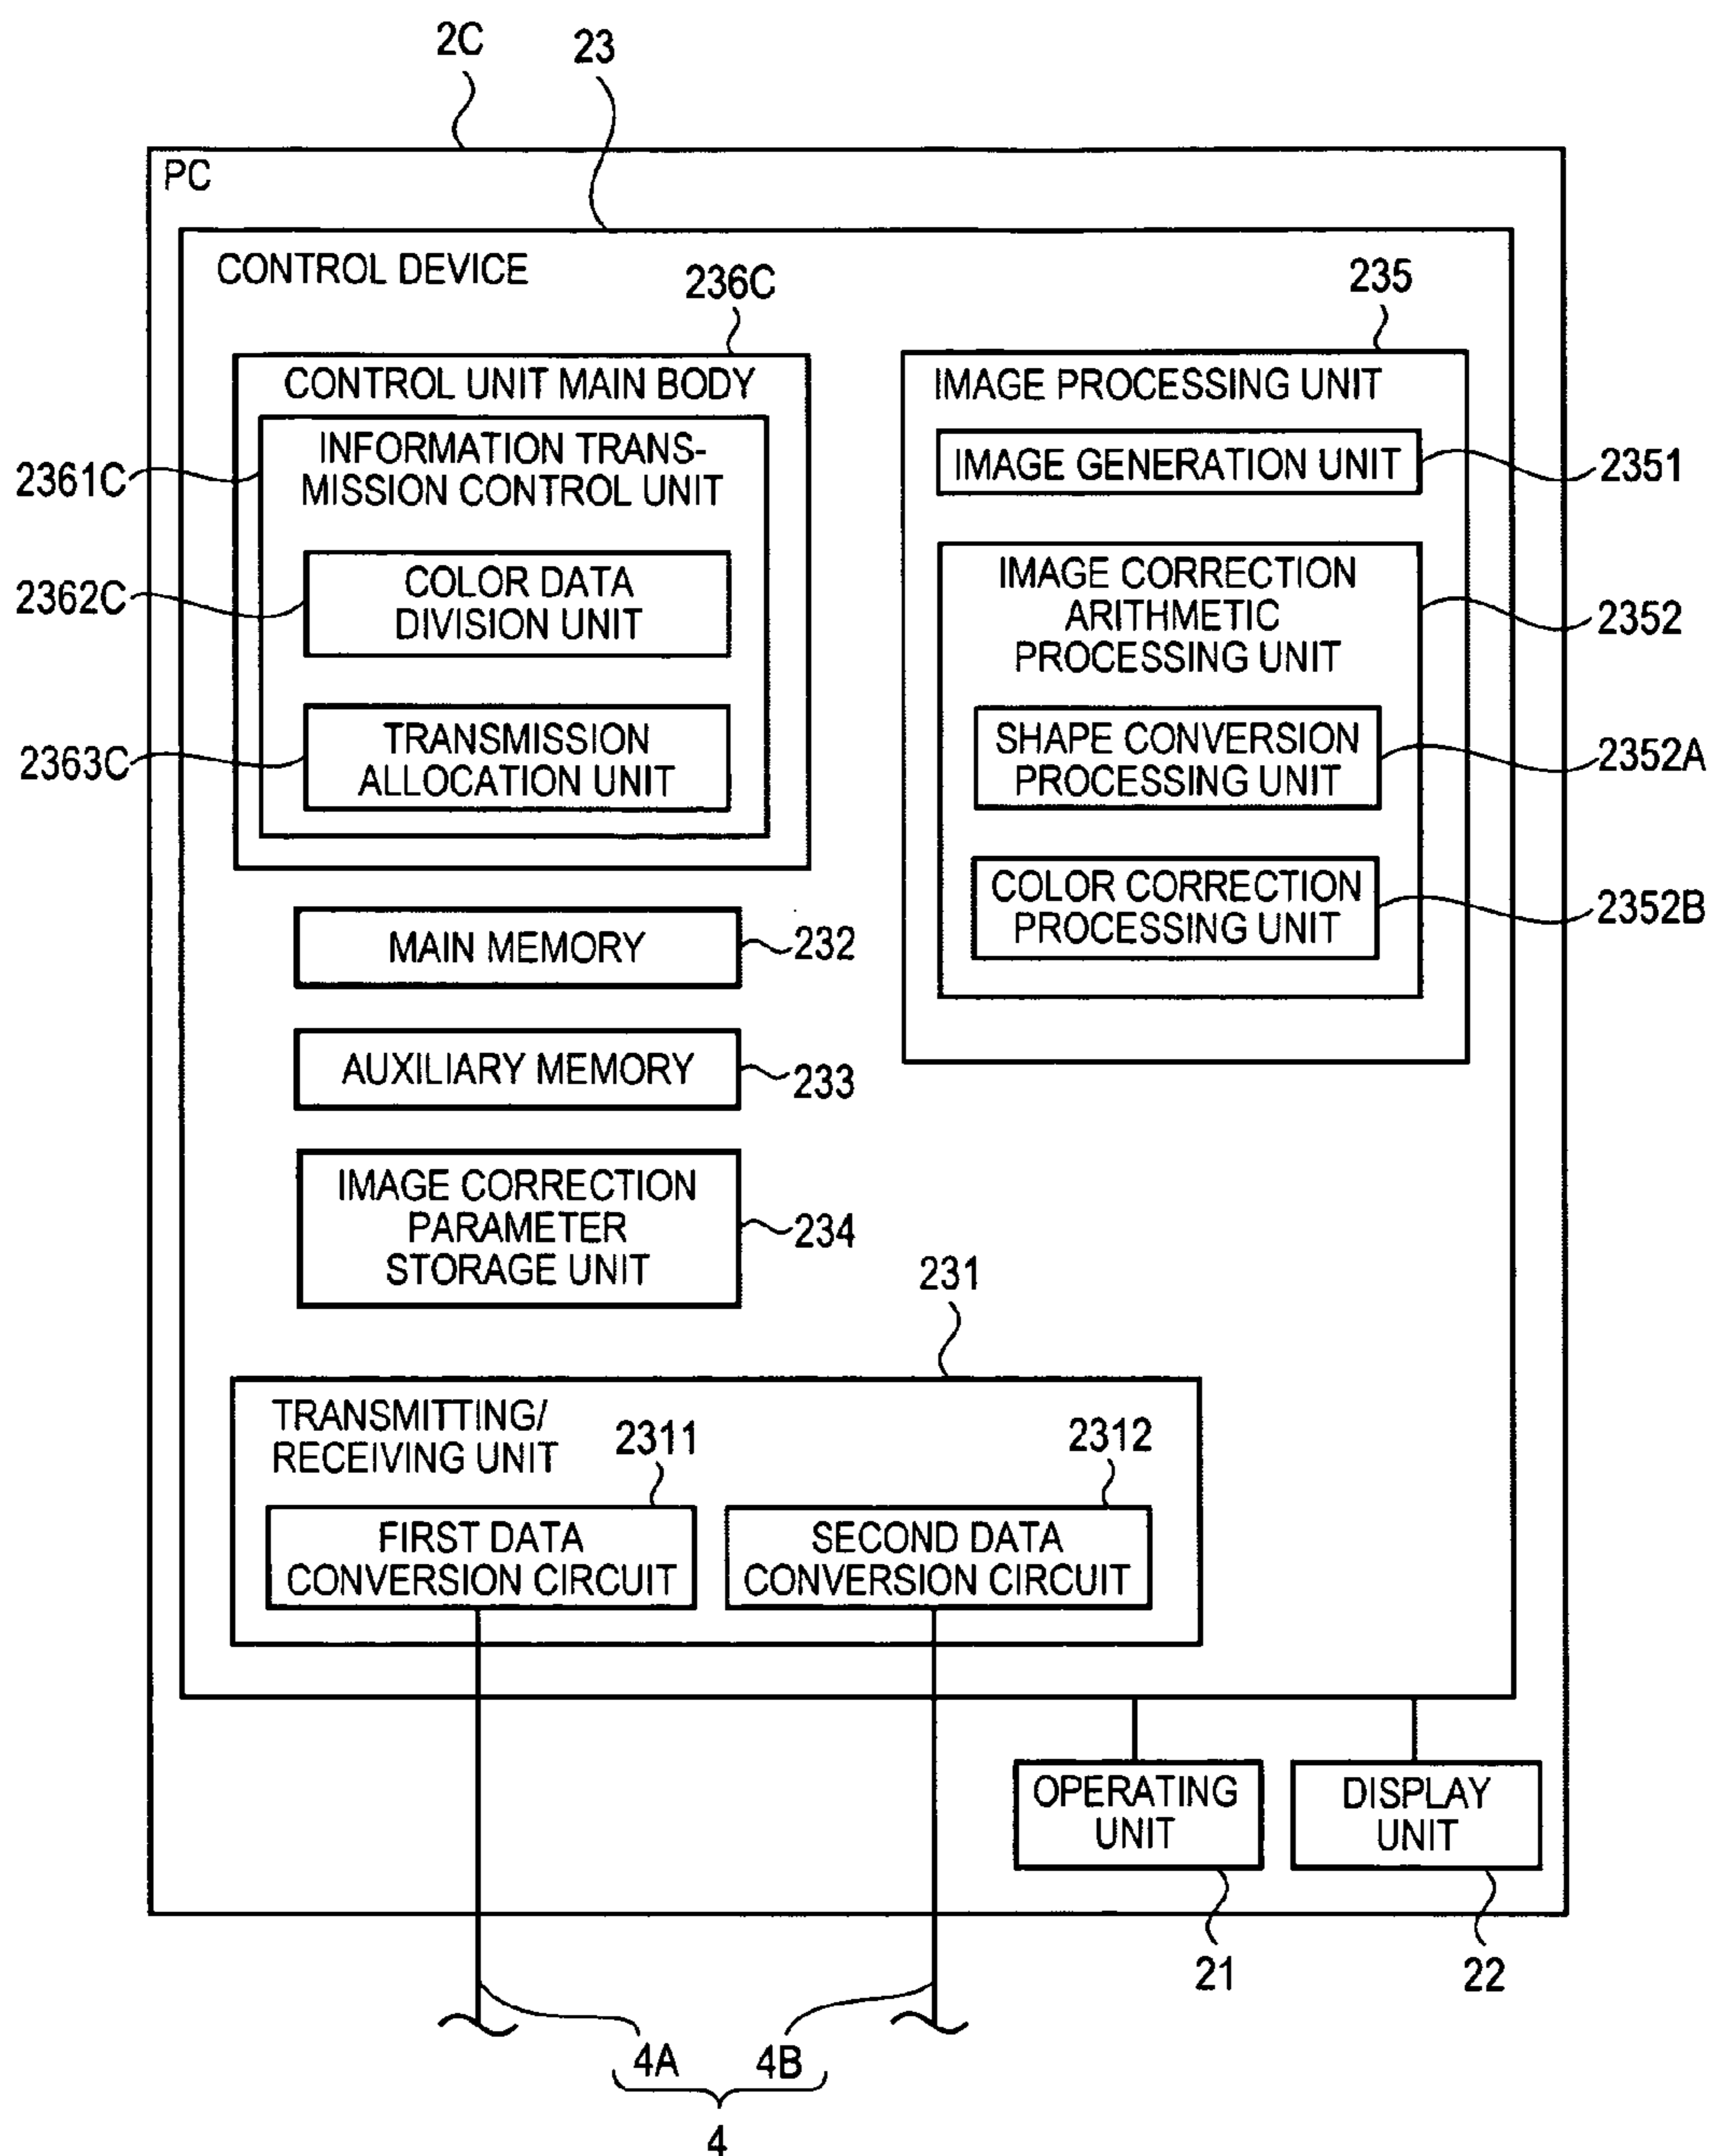 2C
23
PC
CONTROL DEVICE
236C
235
CONTROL UNIT MAIN BODY
INFORMATION TRANS-
MISSION CONTROL UNIT
2361C
COLOR DATA
DIVISION UNIT
2362C
TRANSMISSION
ALLOCATION UNIT
2363C
IMAGE PROCESSING UNIT
IMAGE GENERATION UNIT
2351
IMAGE CORRECTION
ARITHMETIC
PROCESSING UNIT
2352
SHAPE CONVERSION
PROCESSING UNIT
2352A
COLOR CORRECTION
PROCESSING UNIT
2352B
MAIN MEMORY
232
AUXILIARY MEMORY
233
IMAGE CORRECTION
PARAMETER
STORAGE UNIT
234
231
TRANSMITTING/
RECEIVING UNIT
2311
2312
FIRST DATA
CONVERSION CIRCUIT
SECOND DATA
CONVERSION CIRCUIT
OPERATING
UNIT
DISPLAY
UNIT
21
22
4A
4B
4